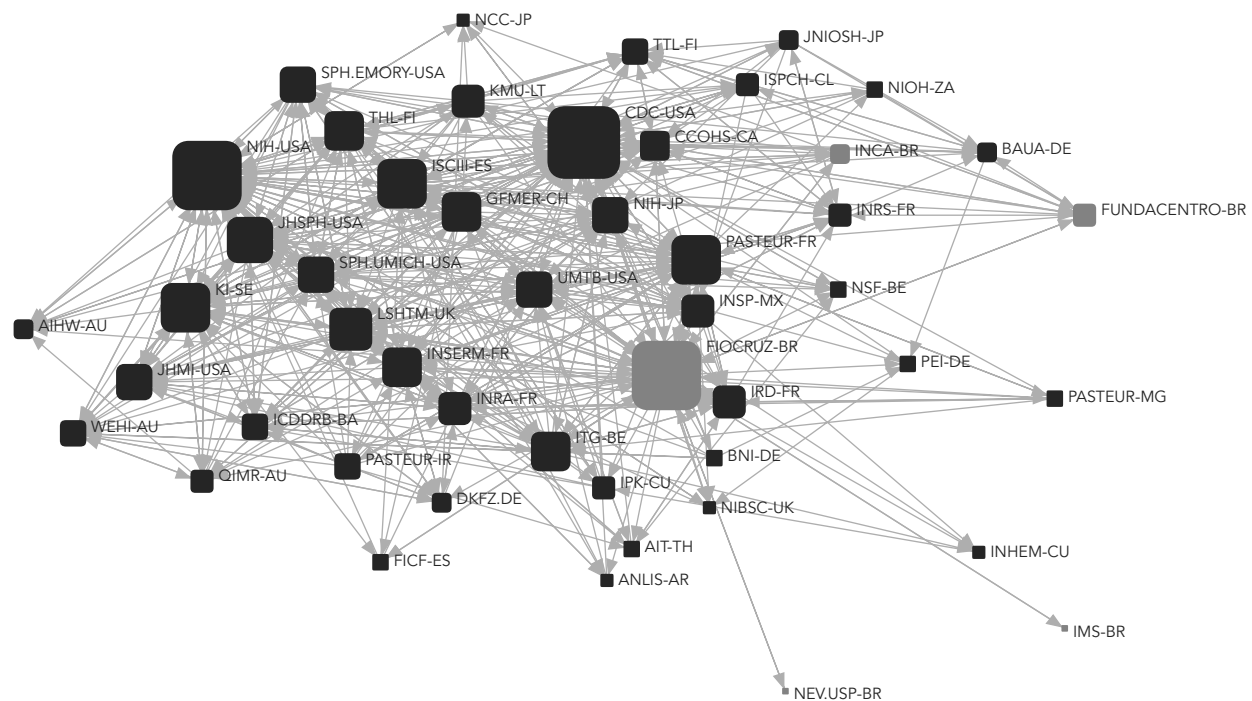 NCC-JP
JNIOSH-JP
TTL-FI
SPH.EMORY-USA
ISPCH-CL
NIOH-ZA
KMU-LT
CDC-USA
THL-FI
CCOHS-CA
NIH-USA
INCA-BR
BAUA-DE
ISCIII-ES
GFMER-CH
NIH-JP
INRS-FR
FUNDACENTRO-BR
JHSPH-USA
PASTEUR-FR
SPH.UMICH-USA
UMTB-USA
KI-SE
NSF-BE
INSP-MX
LSHTM-UK
AIHW-AU
FIOCRUZ-BR
INSERM-FR
PEI-DE
JHMI-USA
IRD-FR
PASTEUR-MG
INRA-FR
ICDDRB-BA
WEHI-AU
ITG-BE
BNI-DE
PASTEUR-IR
QIMR-AU
IPK-CU
DKFZ.DE
NIBSC-UK
AIT-TH
INHEM-CU
FICF-ES
ANLIS-AR
IMS-BR
NEV.USP-BR